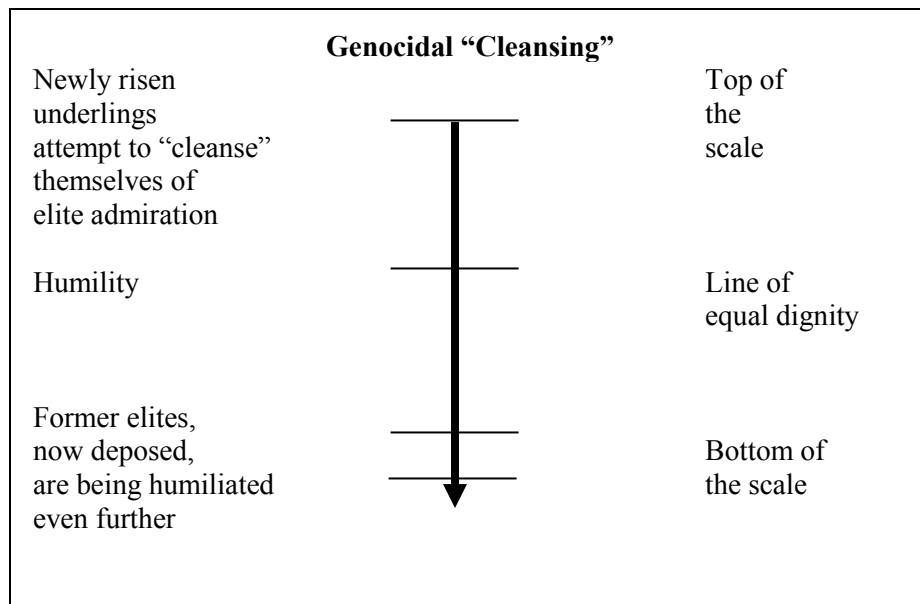 Genocidal “Cleansing”
Newly risen
underlings
attempt to “cleanse”
themselves of
elite admiration
Top of
the
scale
Humility
Line of
equal dignity
Former elites,
now deposed,
are being humiliated
even further
Bottom of
the scale